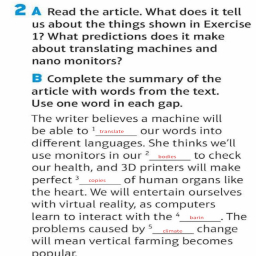 2 A Read the article. What does it tell
us about the things shown in Exercise
1? What predictions does it make
about translating machines and
nano monitors?
B Complete the summary of the
article with words from the text.
Use one word in each gap.
The writer believes a machine will
be able to 1 translate our words into
different languages. She thinks we'll
use monitors in our 2 bodies to check
our health, and 3D printers will make
perfect 3 copies of human organs like
the heart. We will entertain ourselves
with virtual reality, as computers
learn to interact with the 4 barin. The
problems caused by 5 climate change
will mean vertical farming becomes
popular.